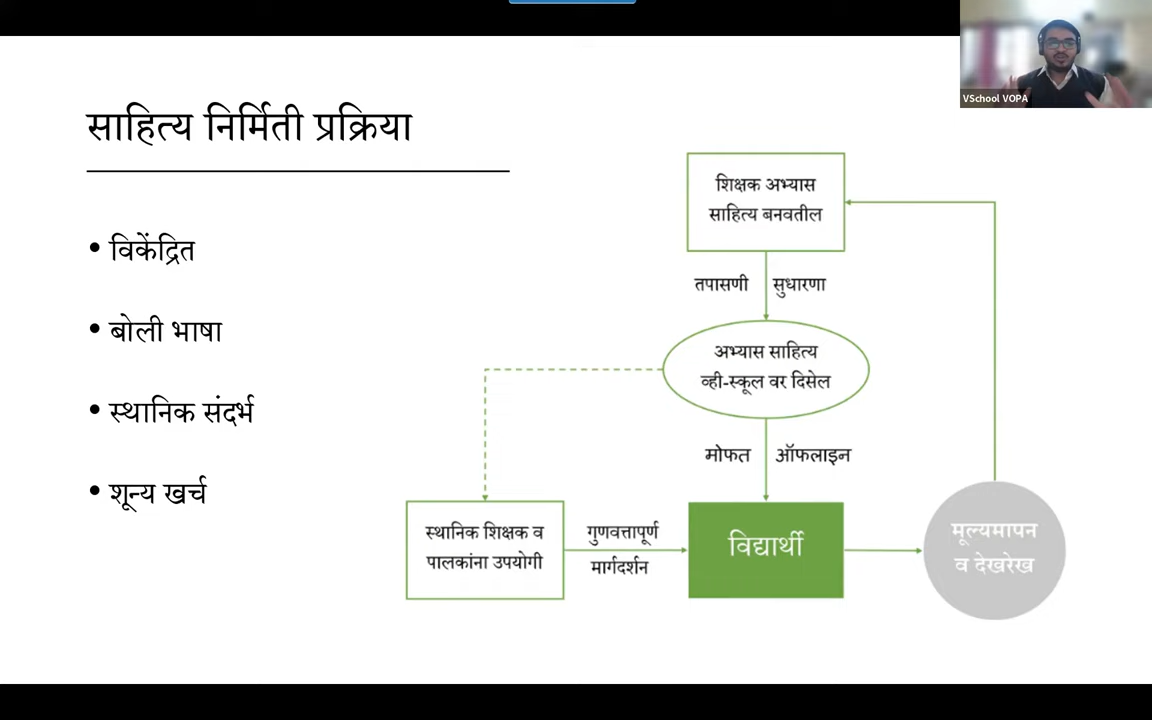 VSchool VOPA
साहित्य निर्मिती प्रक्रिया
• विकेंद्रित
• बोली भाषा
• स्थानिक संदर्भ
• शून्य खर्च
शिक्षक अभ्यास
साहित्य बनवतील
तपासणी सुधारणा
अभ्यास साहित्य
व्ही-स्कूल वर दिसेल
मोफत ऑफलाइन
स्थानिक शिक्षक व
पालकांना उपयोगी
गुणवत्तापूर्ण
मार्गदर्शन
विद्यार्थी
मूल्यमापन
व देखरेख